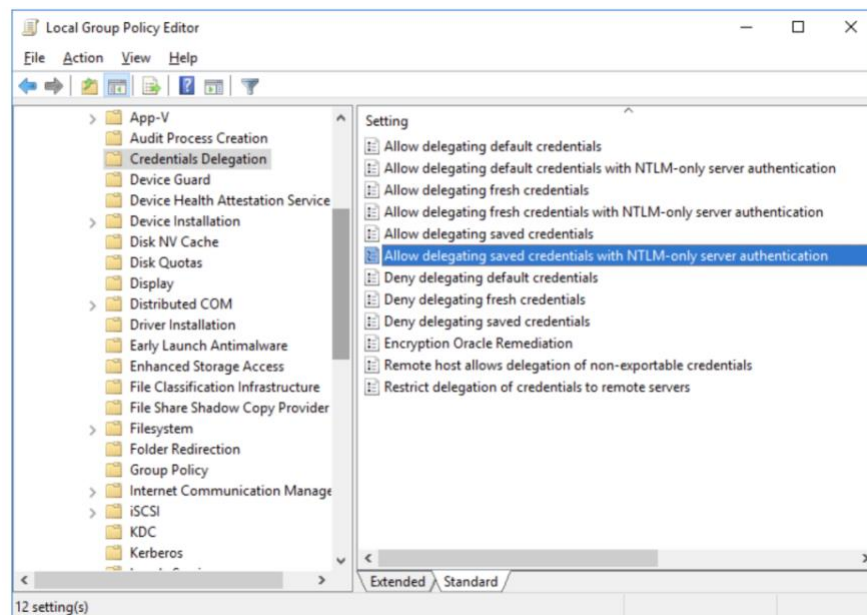 Local Group Policy Editor
File Action View Help
App-V
Audit Process Creation
Credentials Delegation
Device Guard
Device Health Attestation Service
Device Installation
Disk NV Cache
Disk Quotas
Display
Distributed COM
Driver Installation
Early Launch Antimalware
Enhanced Storage Access
File Classification Infrastructure
File Share Shadow Copy Provider
Filesystem
Folder Redirection
Group Policy
Internet Communication Manage
iSCSI
KDC
Kerberos
Setting
Allow delegating default credentials
Allow delegating default credentials with NTLM-only server authentication
Allow delegating fresh credentials
Allow delegating fresh credentials with NTLM-only server authentication
Allow delegating saved credentials
Allow delegating saved credentials with NTLM-only server authentication
Deny delegating default credentials
Deny delegating fresh credentials
Deny delegating saved credentials
Encryption Oracle Remediation
Remote host allows delegation of non-exportable credentials
Restrict delegation of credentials to remote servers
Extended Standard
12 setting(s)